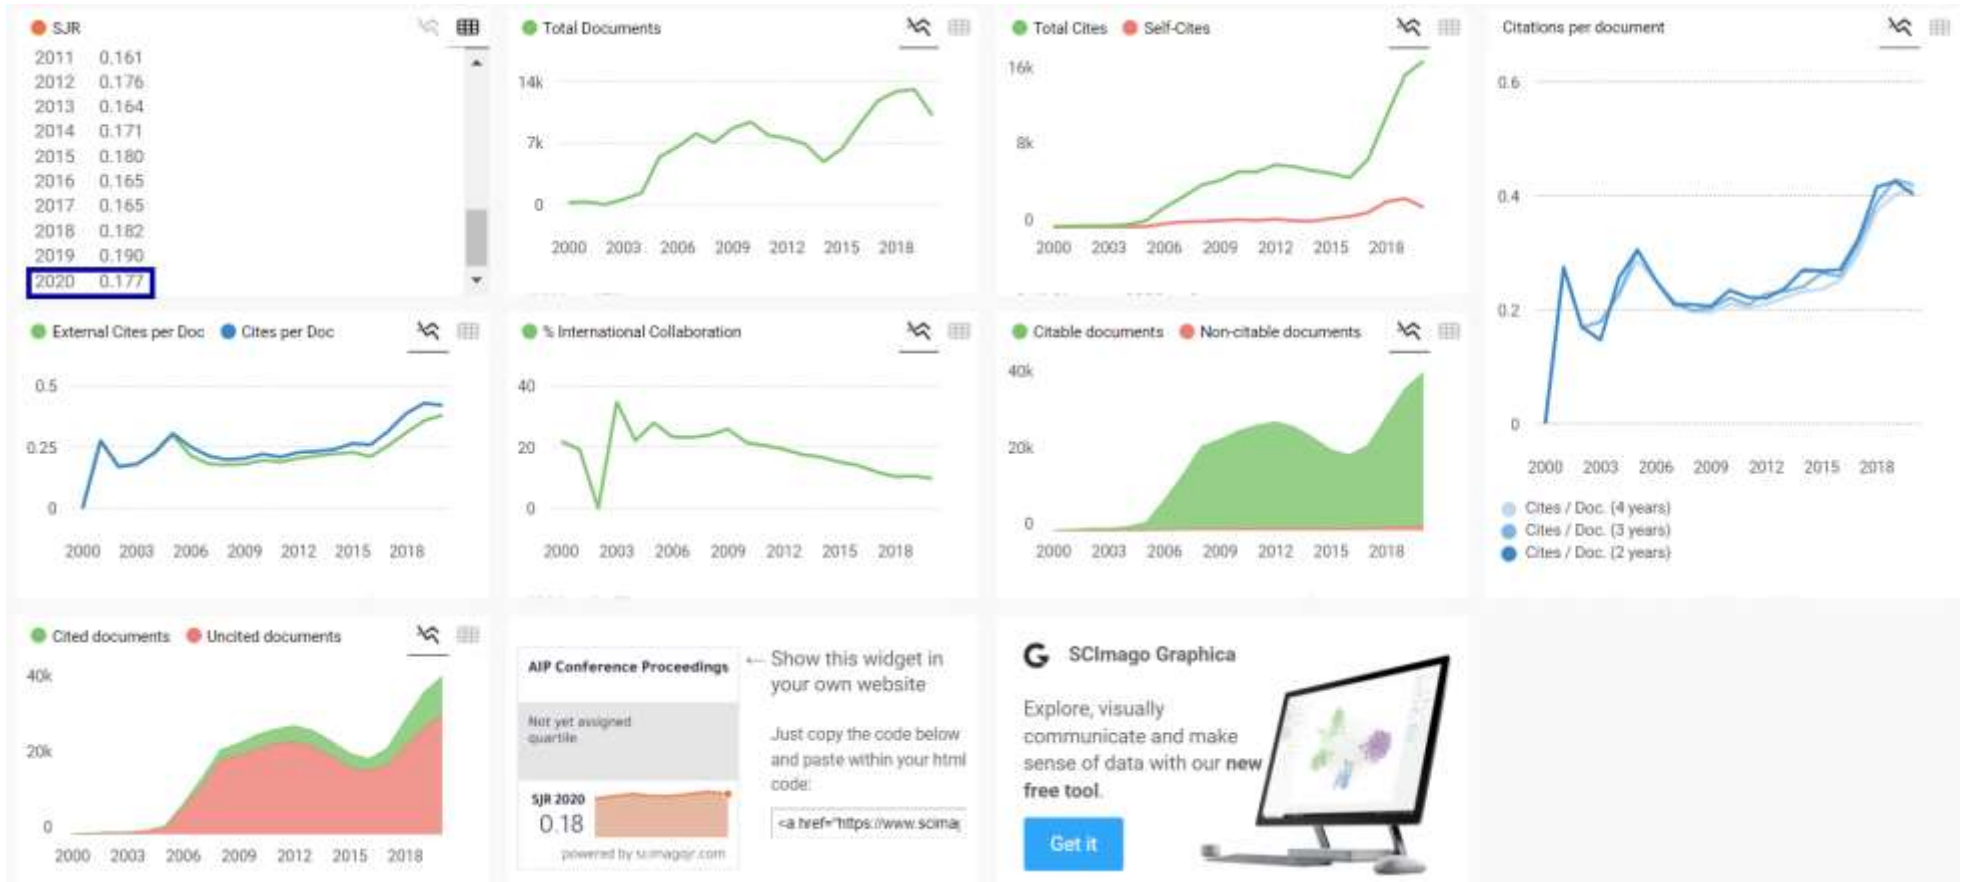 SJR
2011 0.161
2012 0.176
2013 0.164
2014 0.171
2015 0.180
2016 0.165
2017 0.165
2018 0.182
2019 0.190
2020 0.177
Total Documents
14k
7k
0
2000 2003 2006 2009 2012 2015 2018
Total Cites Self-Cites
16k
8k
0
2000 2003 2006 2009 2012 2015 2018
Citations per document
0.6
0.4
0.2
0
2000 2003 2006 2009 2012 2015 2018
Cites / Doc. (4 years)
Cites / Doc. (3 years)
Cites / Doc. (2 years)
External Cites per Doc Cites per Doc
0.5
0.25
0
2000 2003 2006 2009 2012 2015 2018
% International Collaboration
40
20
0
2000 2003 2006 2009 2012 2015 2018
Citable documents Non-citable documents
40k
20k
0
2000 2003 2006 2009 2012 2015 2018
Cited documents Uncited documents
40k
20k
0
2000 2003 2006 2009 2012 2015 2018
AIP Conference Proceedings
Not yet assigned
quartile
SJR 2020
0.18
powered by scimagojr.com
← Show this widget in
your own website
Just copy the code below
and paste within your html
code:
<a href="https://www.scimag
SCImago Graphica
Explore, visually
communicate and make
sense of data with our new
free tool.
Get it